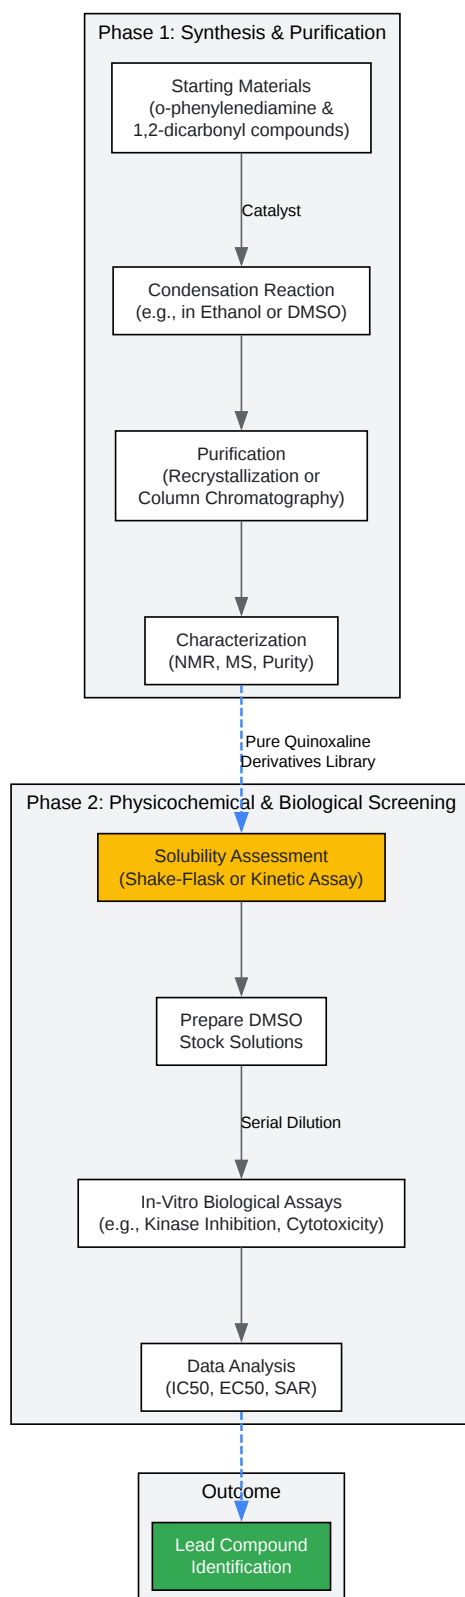 Phase 1: Synthesis & Purification
Starting Materials
(o-phenylenediamine &
1,2-dicarbonyl compounds)
Catalyst
Condensation Reaction
(e.g., in Ethanol or DMSO)
Purification
(Recrystallization or
Column Chromatography)
Characterization
(NMR, MS, Purity)
Pure Quinoxaline
Derivatives Library
Phase 2: Physicochemical & Biological Screening
Solubility Assessment
(Shake-Flask or Kinetic Assay)
Prepare DMSO
Stock Solutions
Serial Dilution
In-Vitro Biological Assays
(e.g., Kinase Inhibition, Cytotoxicity)
Data Analysis
(IC50, EC50, SAR)
Outcome
Lead Compound
Identification